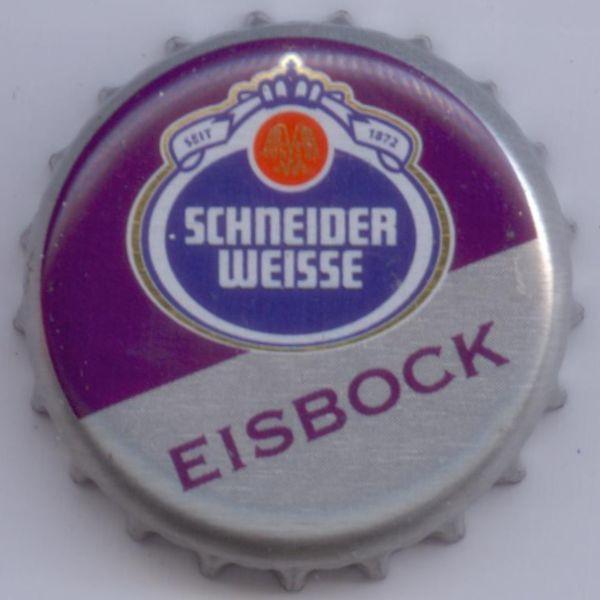 SEIT 1872
SCHNEIDER
WEISSE
EISBOCK